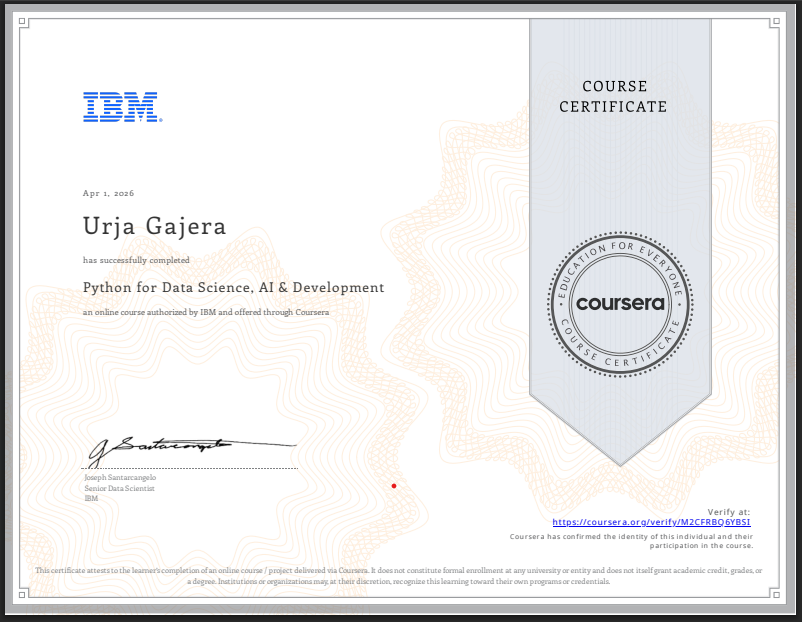 COURSE
CERTIFICATE
IBM
Apr 1, 2026
Urja Gajera
has successfully completed
Python for Data Science, AI & Development
an online course authorized by IBM and offered through Coursera
EDUCATION FOR EVERYONE
coursera
COURSE CERTIFICATE
Joseph Santarcangelo
Senior Data Scientist
IBM
Verify at:
https://coursera.org/verify/M2CFRBQ6YBSI
Coursera has confirmed the identity of this individual and their
participation in the course.
This certificate attests to the learner's completion of an online course / project delivered via Coursera. It does not constitute formal enrollment at any university or entity and does not itself grant academic credit, grades, or
a degree. Institutions or organizations may, at their discretion, recognize this learning toward their own programs or credentials.